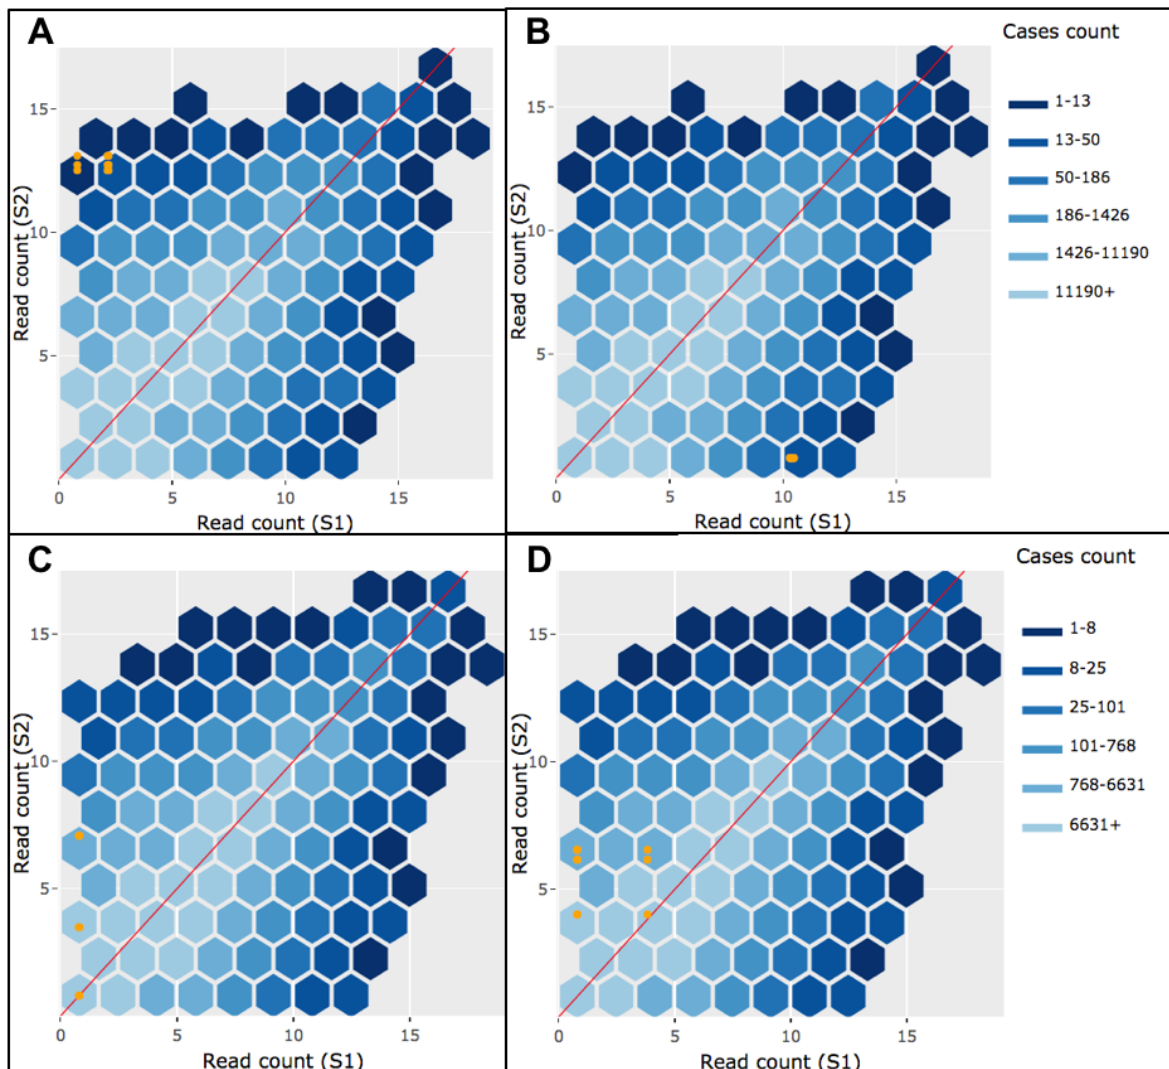 A
B
Cases count
1-13
13-50
50-186
186-1426
1426-11190
11190+
Read count (S2)
15
10
5
0
5
10
15
Read count (S1)
Read count (S2)
15
10
5
0
5
10
15
Read count (S1)
C
D
Cases count
1-8
8-25
25-101
101-768
768-6631
6631+
Read count (S2)
15
10
5
0
5
10
15
Read count (S1)
Read count (S2)
15
10
5
0
5
10
15
Read count (S1)